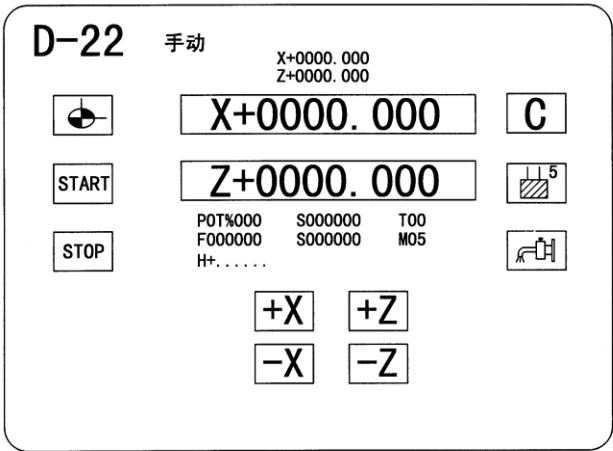 D-22 手动
X+0000.000
Z+0000.000
X+0000.000 C
START Z+0000.000 5
POT%000 S000000 T00
F000000 S000000 M05
STOP
H+......
+X +Z
-X -Z